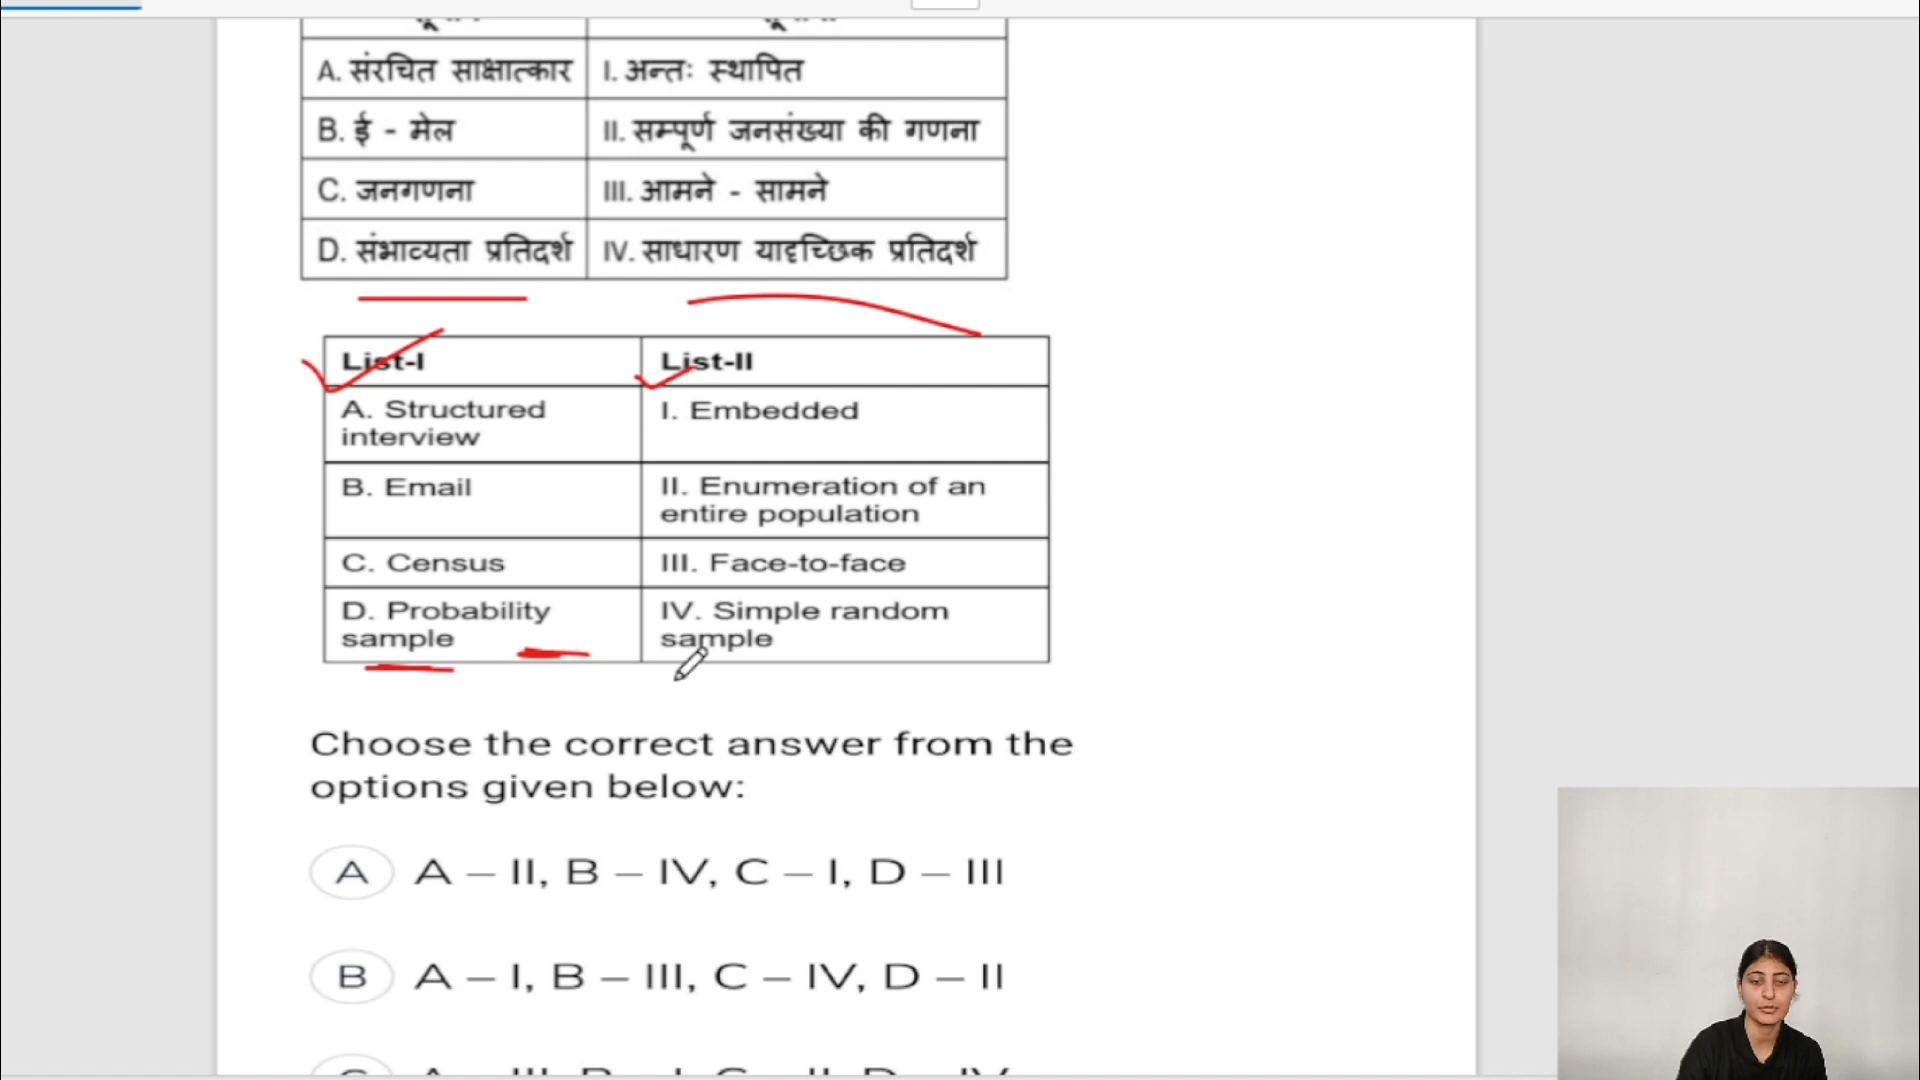 A. संरचित साक्षात्कार I. अन्तः स्थापित
B. ई - मेल II. सम्पूर्ण जनसंख्या की गणना
C. जनगणना III. आमने - सामने
D. संभाव्यता प्रतिदर्श IV. साधारण यादृच्छिक प्रतिदर्श
List-I List-II
A. Structured I. Embedded
interview
B. Email II. Enumeration of an
entire population
C. Census III. Face-to-face
D. Probability IV. Simple random
sample sample
Choose the correct answer from the
options given below:
A A – II, B – IV, C – I, D – III
B A – I, B – III, C – IV, D – II